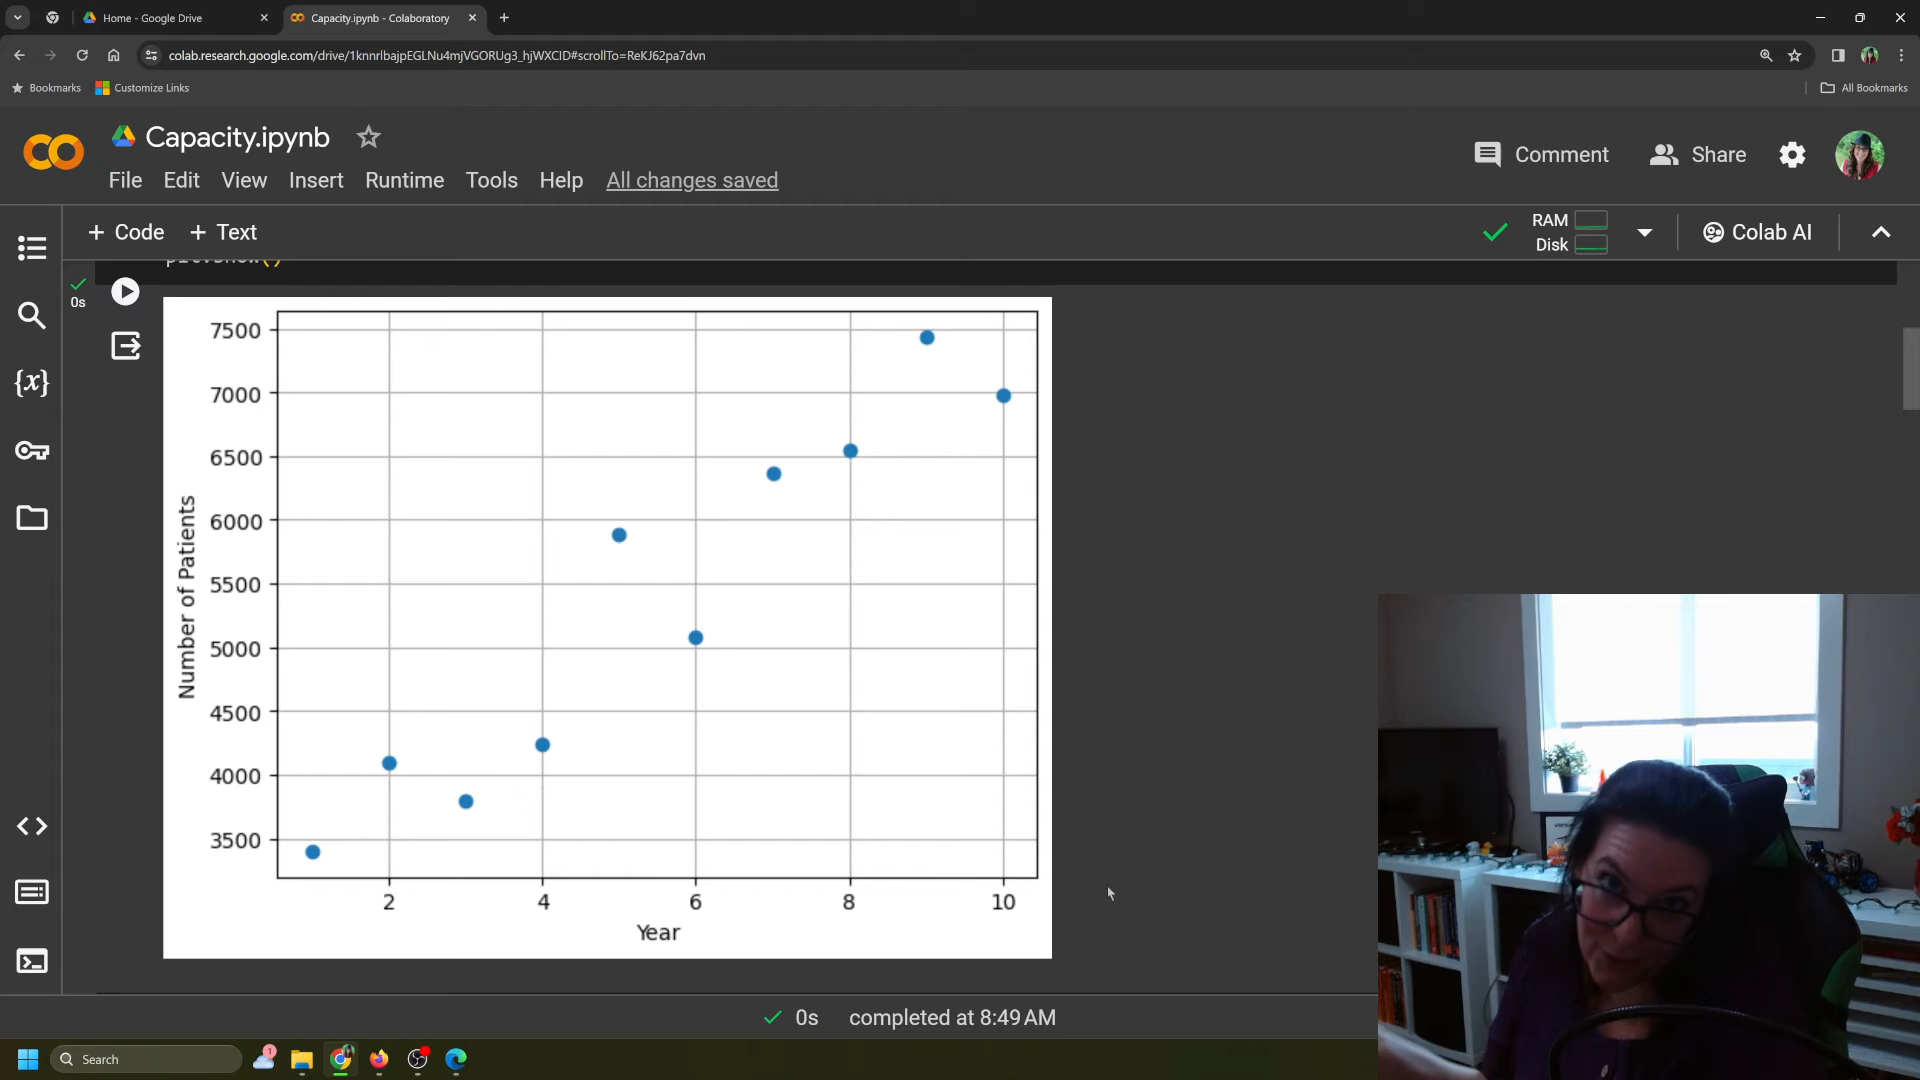 Home - Google Drive
Capacity.ipynb - Colaboratory
colab.research.google.com/drive/1knnrlbajpEGLNu4mjVGORUg3_hjWXCID#scrollTo=ReKJ62pa7dvn
Bookmarks
Customize Links
All Bookmarks
Capacity.ipynb
Comment
Share
File Edit View Insert Runtime Tools Help All changes saved
+ Code + Text
RAM
Disk
Colab AI
0s
7500
7000
6500
6000
5500
5000
4500
4000
3500
Number of Patients
2 4 6 8 10
Year
{x}
0s completed at 8:49 AM
Search
1